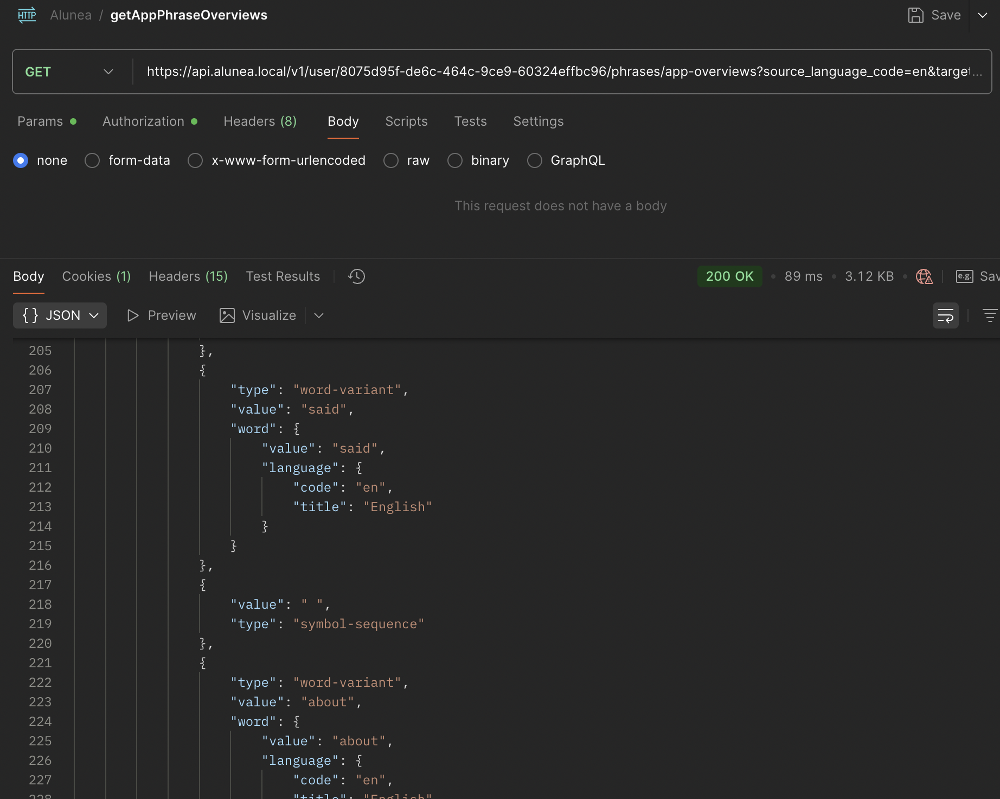 HTTP Alunea / getAppPhraseOverviews Save
GET https://api.alunea.local/v1/user/8075d95f-de6c-464c-9ce9-60324effbc96/phrases/app-overviews?source_language_code=en&target...
Params Authorization Headers (8) Body Scripts Tests Settings
none form-data x-www-form-urlencoded raw binary GraphQL
This request does not have a body
Body Cookies (1) Headers (15) Test Results 200 OK • 89 ms • 3.12 KB • e.g. Sav
{} JSON Preview Visualize
205 },
206 {
207 "type": "word-variant",
208 "value": "said",
209 "word": {
210 "value": "said",
211 "language": {
212 "code": "en",
213 "title": "English"
214 }
215 }
216 },
217 {
218 "value": " ",
219 "type": "symbol-sequence"
220 },
221 {
222 "type": "word-variant",
223 "value": "about",
224 "word": {
225 "value": "about",
226 "language": {
227 "code": "en",
228 "title": "English"